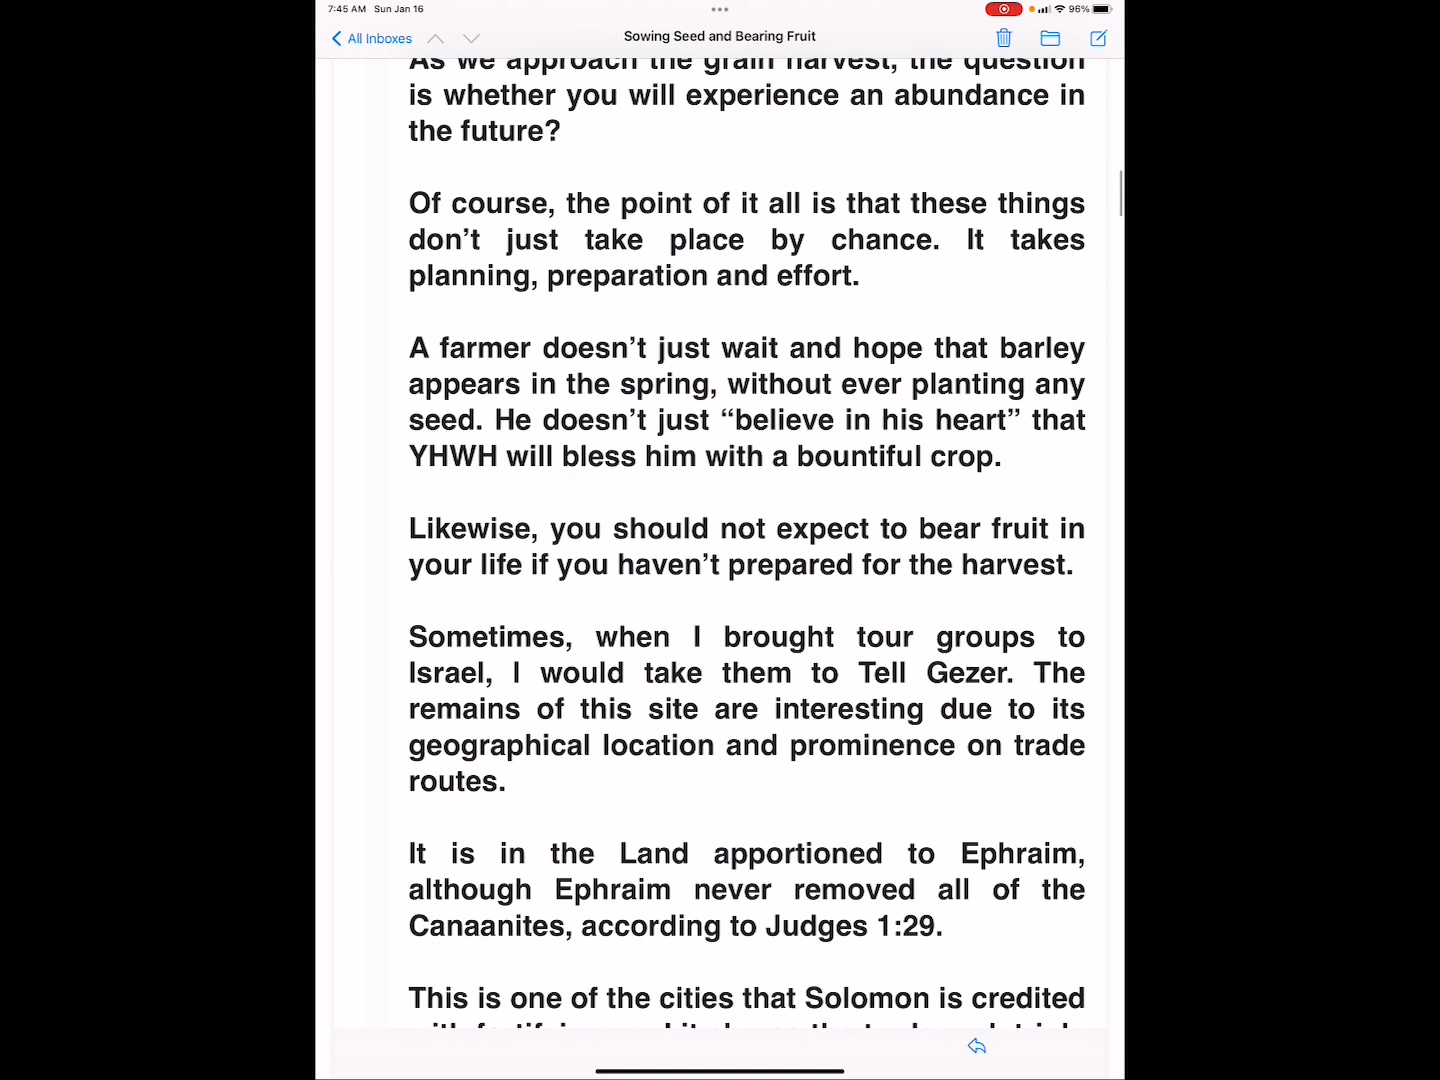 7:45 AM Sun Jan 16
96%
All Inboxes
Sowing Seed and Bearing Fruit
As we approach the grain harvest, the question
is whether you will experience an abundance in
the future?
Of course, the point of it all is that these things
don’t just take place by chance. It takes
planning, preparation and effort.
A farmer doesn’t just wait and hope that barley
appears in the spring, without ever planting any
seed. He doesn’t just “believe in his heart” that
YHWH will bless him with a bountiful crop.
Likewise, you should not expect to bear fruit in
your life if you haven’t prepared for the harvest.
Sometimes, when I brought tour groups to
Israel, I would take them to Tell Gezer. The
remains of this site are interesting due to its
geographical location and prominence on trade
routes.
It is in the Land apportioned to Ephraim,
although Ephraim never removed all of the
Canaanites, according to Judges 1:29.
This is one of the cities that Solomon is credited